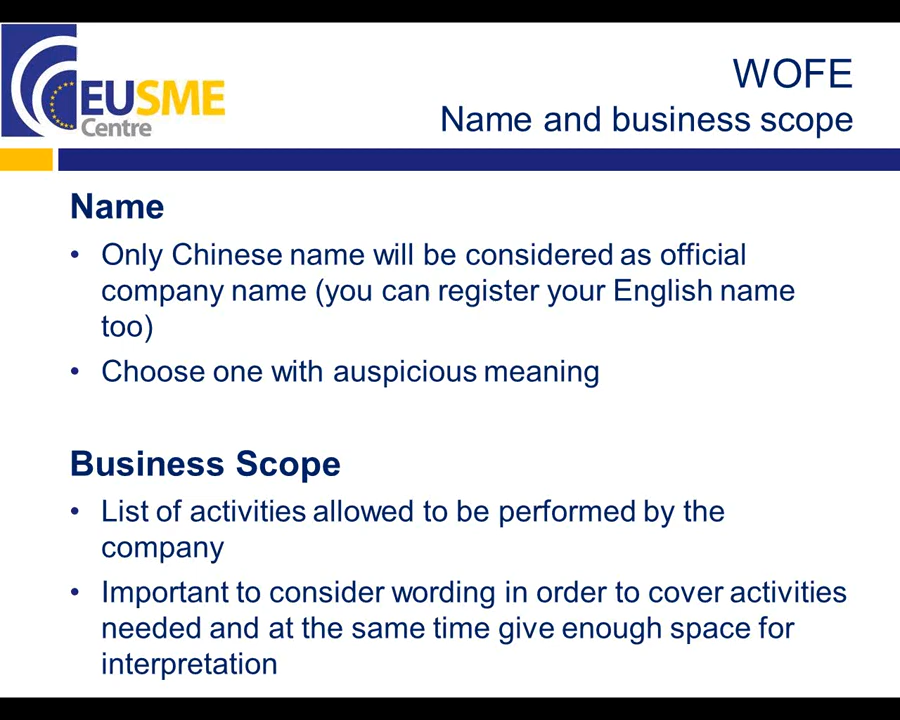 EUSME
Centre
WOFE
Name and business scope
Name
• Only Chinese name will be considered as official
company name (you can register your English name
too)
• Choose one with auspicious meaning
Business Scope
• List of activities allowed to be performed by the
company
• Important to consider wording in order to cover activities
needed and at the same time give enough space for
interpretation